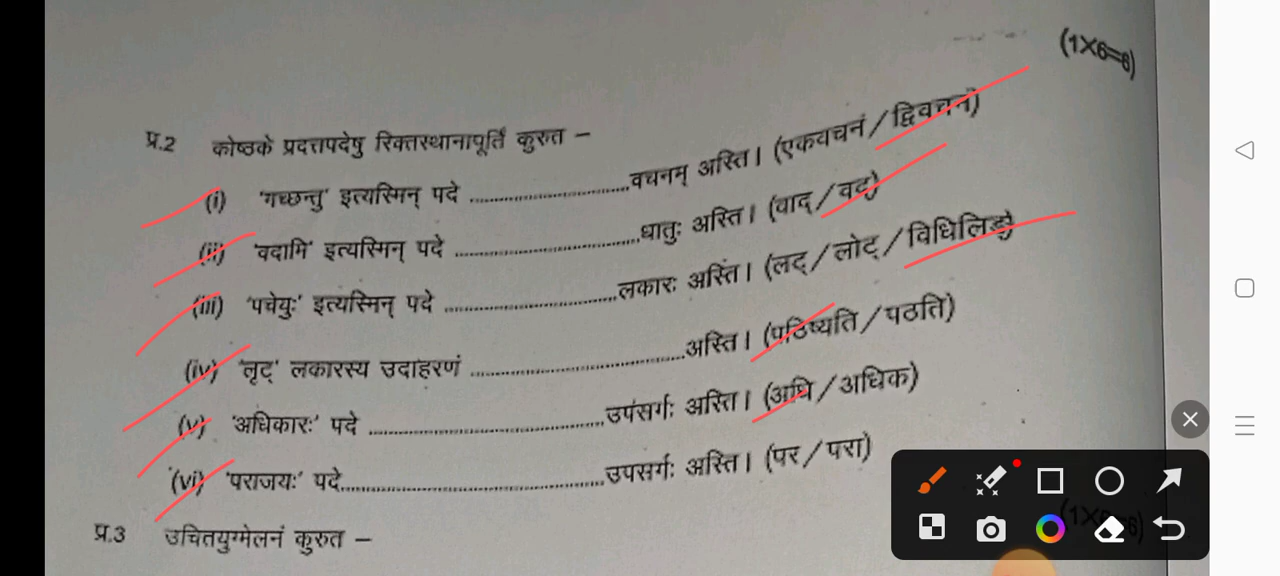 (1×6=6)
प्र.2 कोष्ठके प्रदत्तपदेषु रिक्तस्थानापूर्ति कुरुत –
(i) 'गच्छन्तु' इत्यस्मिन् पदे ........................ वचनम् अस्ति। (एकवचनं/द्विवचनं)
(ii) 'वदामि' इत्यस्मिन् पदे ........................ धातुः अस्ति। (वाद्/वद्)
(iii) 'पचेयुः' इत्यस्मिन् पदे ........................ लकारः अस्ति। (लट्/लोट्/विधिलिङ्)
(iv) 'लृट्' लकारस्य उदाहरणं ........................ अस्ति। (पठिष्यति/पठति)
(v) 'अधिकारः' पदे ........................ उपसर्गः अस्ति। (अधि/अधिक)
(vi) 'पराजयः' पदे ........................ उपसर्गः अस्ति। (पर/परा)
प्र.3 उचितयुग्मेलनं कुरुत –